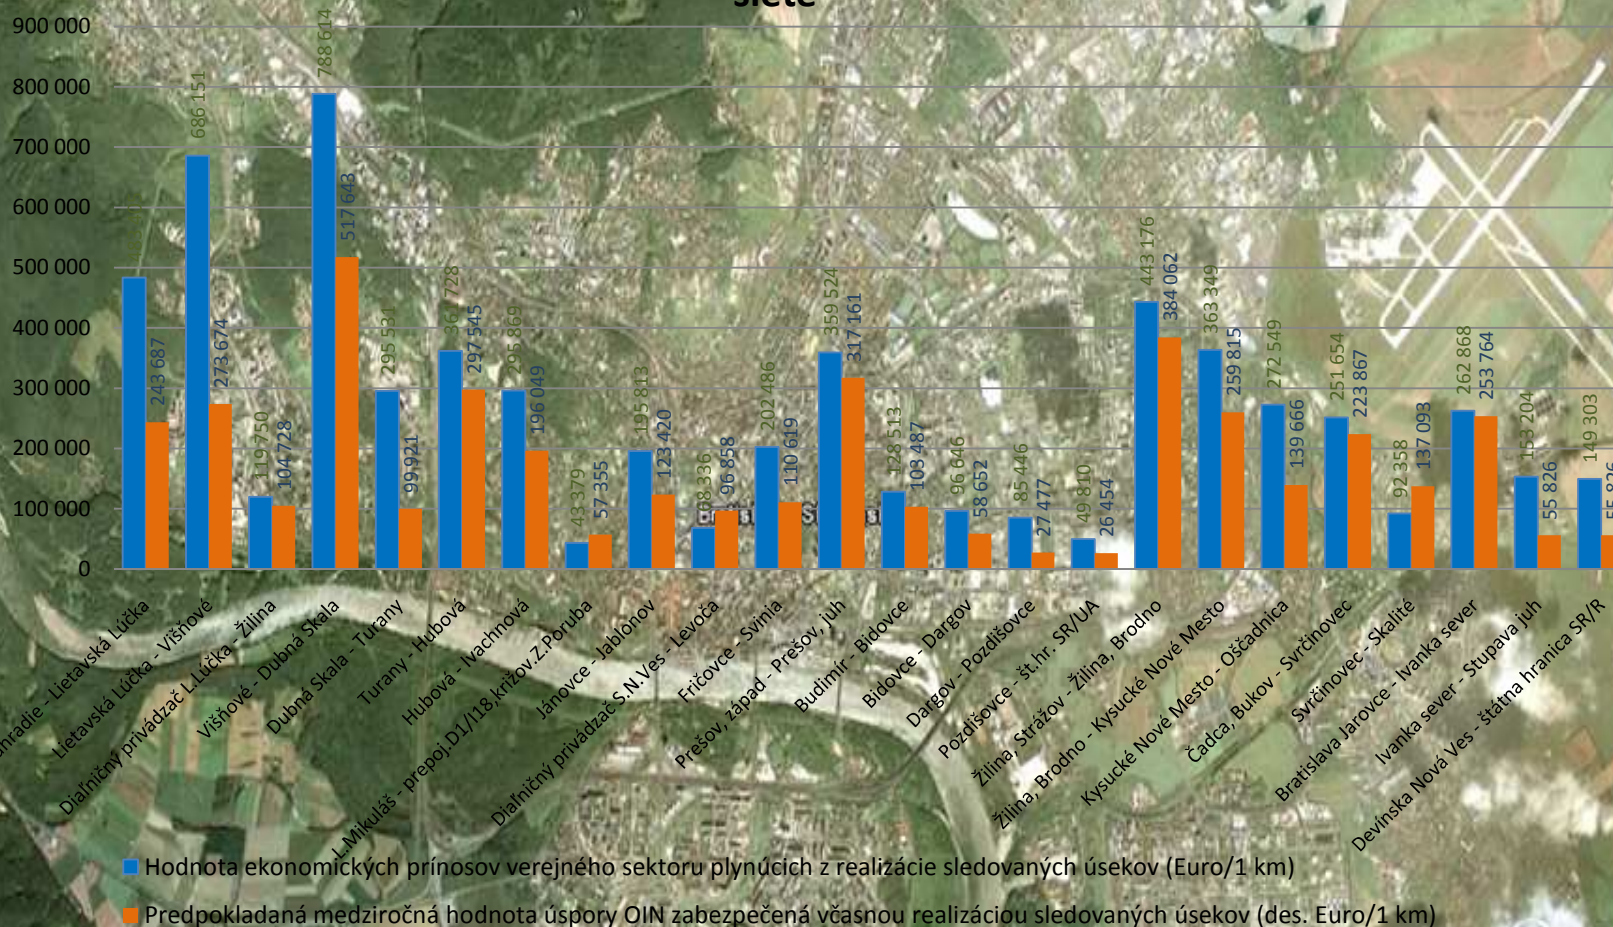 siete
900 000
800 000
700 000
600 000
500 000
400 000
300 000
200 000
100 000
0
243 687
686 151
273 674
119 750
104 728
788 614
517 643
295 531
99 921
297 545
295 869
196 049
43 379
57 355
195 813
123 420
68 336
96 858
202 486
110 619
359 524
317 161
128 513
103 487
96 646
58 652
85 446
27 477
49 810
26 454
443 176
384 062
363 349
259 815
272 549
139 666
251 654
223 867
92 358
137 093
262 868
253 764
153 204
55 826
149 303
55 826
Lietavská Lúčka
Lietavská Lúčka - Višňové
Diaľničný privádzač L.Lúčka - Žilina
Višňové - Dubná Skala
Dubná Skala - Turany
Turany - Hubová
Hubová - Ivachnová
L.Mikuláš - prepoj.D1/I18,križov.Z.Poruba
Jánovce - Jablonov
Diaľničný privádzač S.N.Ves - Levoča
Fričovce - Svinia
Prešov, západ - Prešov, juh
Budimír - Bidovce
Bidovce - Dargov
Dargov - Pozdišovce
Pozdišovce - št.hr. SR/UA
Žilina, Strážov - Žilina, Brodno
Žilina, Brodno - Kysucké Nové Mesto
Kysucké Nové Mesto - Oščadnica
Čadca, Bukov - Svrčinovec
Svrčinovec - Skalité
Bratislava Jarovce - Ivanka sever
Ivanka sever - Stupava juh
Devínska Nová Ves - štátna hranica SR/R
Hodnota ekonomických prínosov verejného sektoru plynúcich z realizácie sledovaných úsekov (Euro/1 km)
Predpokladaná medziročná hodnota úspory OIN zabezpečená včasnou realizáciou sledovaných úsekov (des. Euro/1 km)